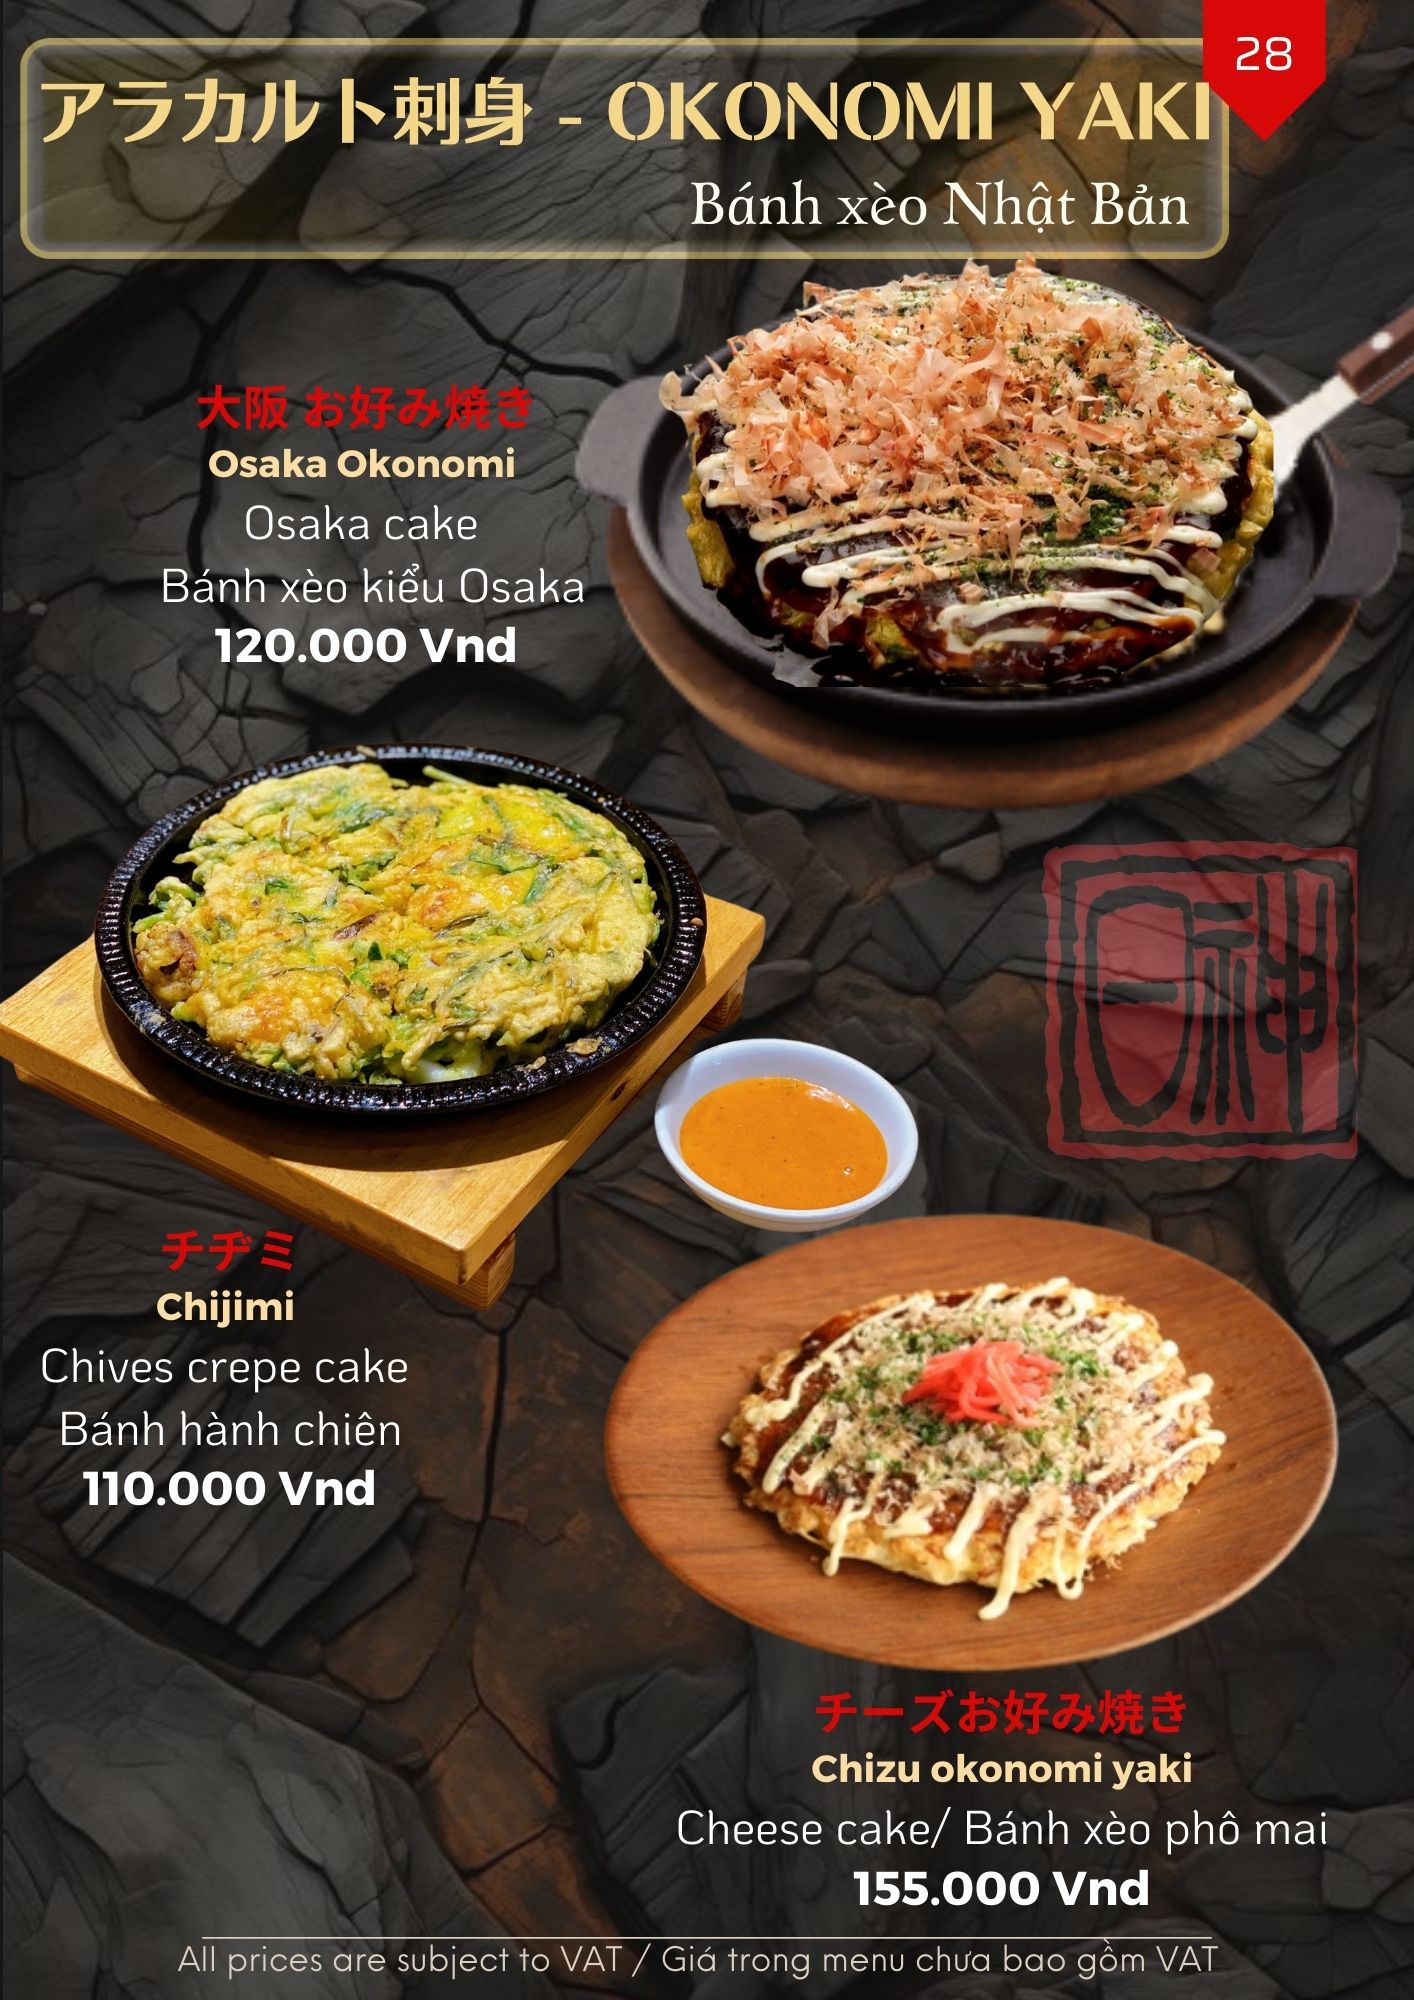 28
アラカルト刺身 - OKONOMI YAKI
Bánh xèo Nhật Bản
大阪 お好み焼き
Osaka Okonomi
Osaka cake
Bánh xèo kiểu Osaka
120.000 Vnd
チヂミ
Chijimi
Chives crepe cake
Bánh hành chiên
110.000 Vnd
チーズお好み焼き
Chizu okonomi yaki
Cheese cake/ Bánh xèo phô mai
155.000 Vnd
All prices are subject to VAT / Giá trong menu chưa bao gồm VAT